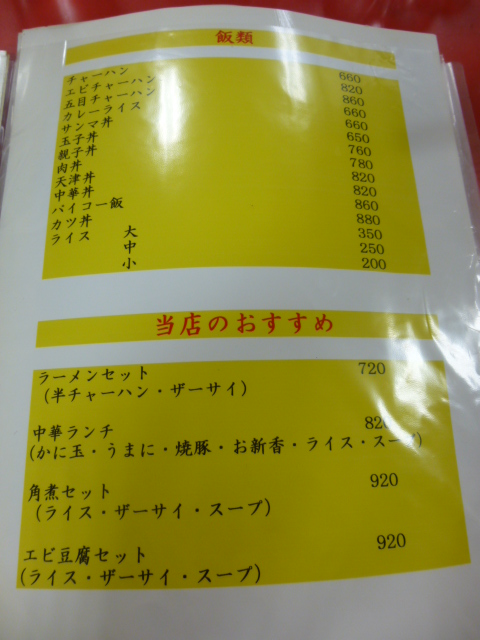 飯類
チャーハン 660
エビチャーハン 820
五目チャーハン 860
カレーライス 660
サンマ丼 660
玉子丼 650
親子丼 760
肉丼 780
天津丼 820
中華丼 820
パイコー飯 860
カツ丼 880
ライス 大 350
中 250
小 200
当店のおすすめ
ラーメンセット 720
(半チャーハン・ザーサイ)
中華ランチ 820
(かに玉・うまに・焼豚・お新香・ライス・スープ)
角煮セット 920
(ライス・ザーサイ・スープ)
エビ豆腐セット 920
(ライス・ザーサイ・スープ)